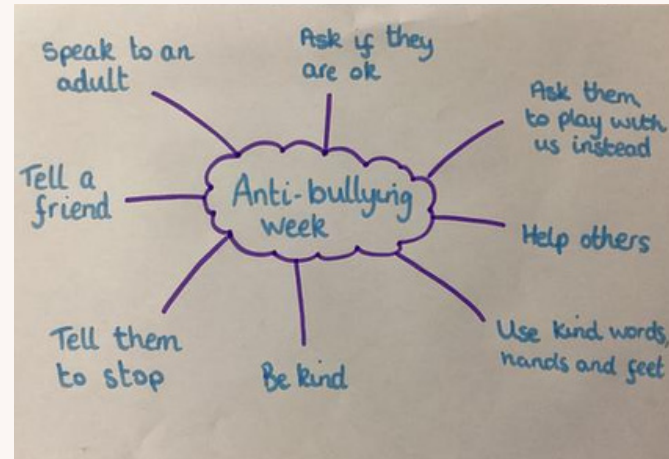 Speak to an
adult
Ask if they
are ok
Ask them
to play with
us instead
Tell a
friend
Anti-bullying
week
Help others
Tell them
to stop
Be kind
Use kind words,
hands and feet